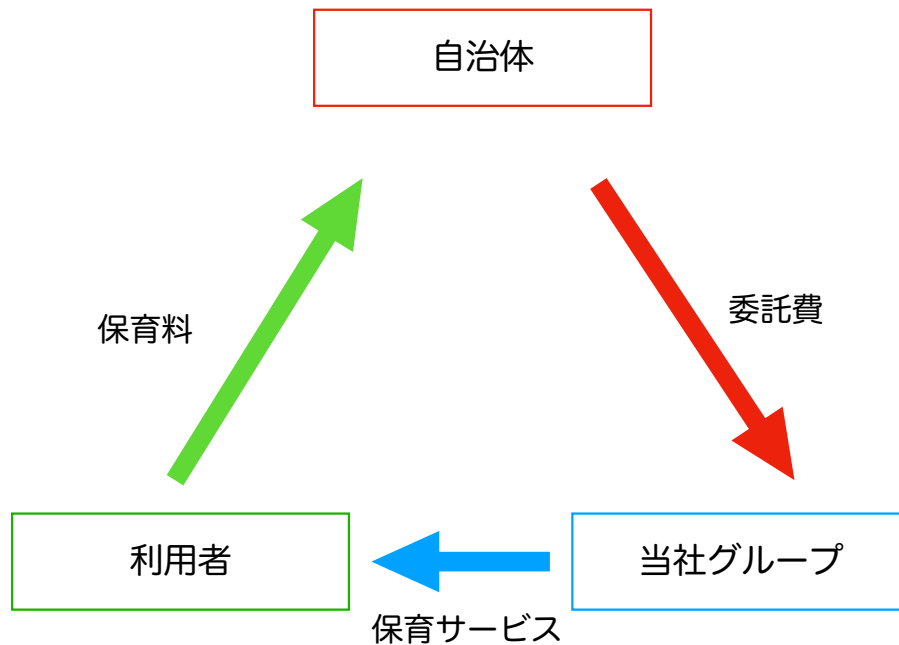 自治体
保育料
委託費
利用者
当社グループ
保育サービス